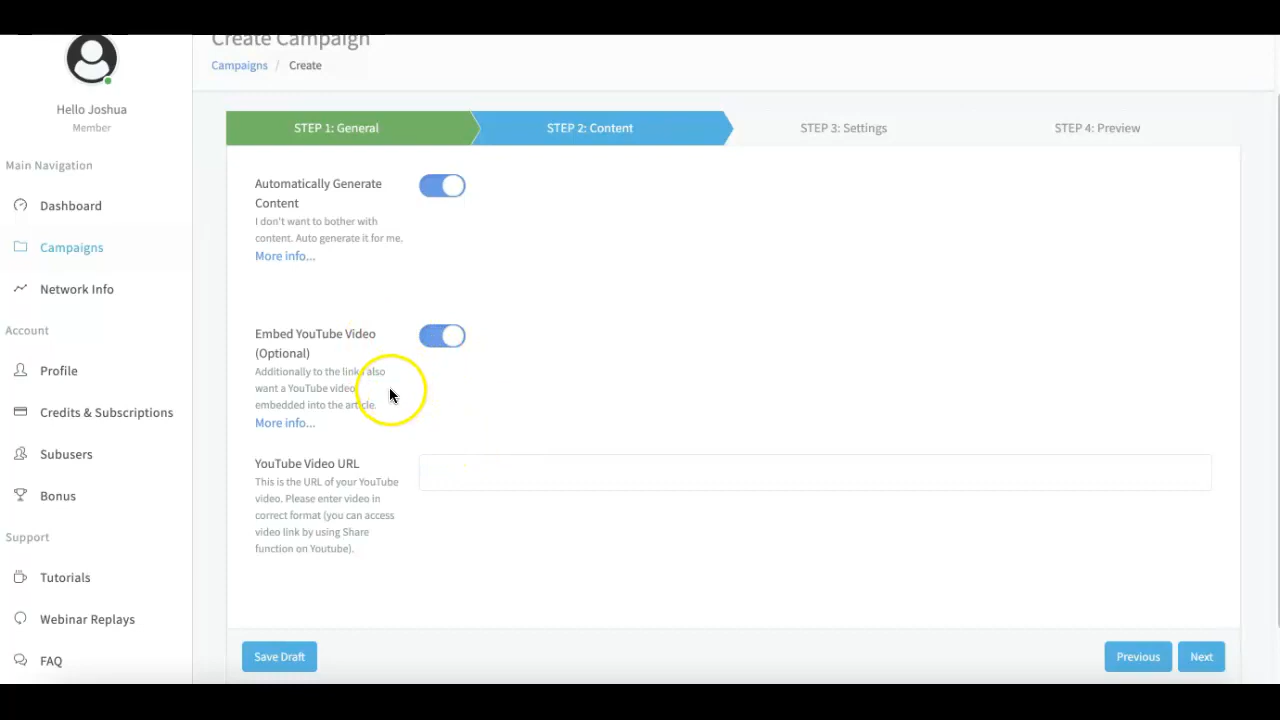 Create Campaign
Campaigns / Create
Hello Joshua
Member
Main Navigation
Dashboard
Campaigns
Network Info
Account
Profile
Credits & Subscriptions
Subusers
Bonus
Support
Tutorials
Webinar Replays
FAQ
STEP 1: General
STEP 2: Content
STEP 3: Settings
STEP 4: Preview
Automatically Generate
Content
I don't want to bother with
content. Auto generate it for me.
More info...
Embed YouTube Video
(Optional)
Additionally to the link I also
want a YouTube video
embedded into the article.
More info...
YouTube Video URL
This is the URL of your YouTube
video. Please enter video in
correct format (you can access
video link by using Share
function on Youtube).
Save Draft
Previous
Next